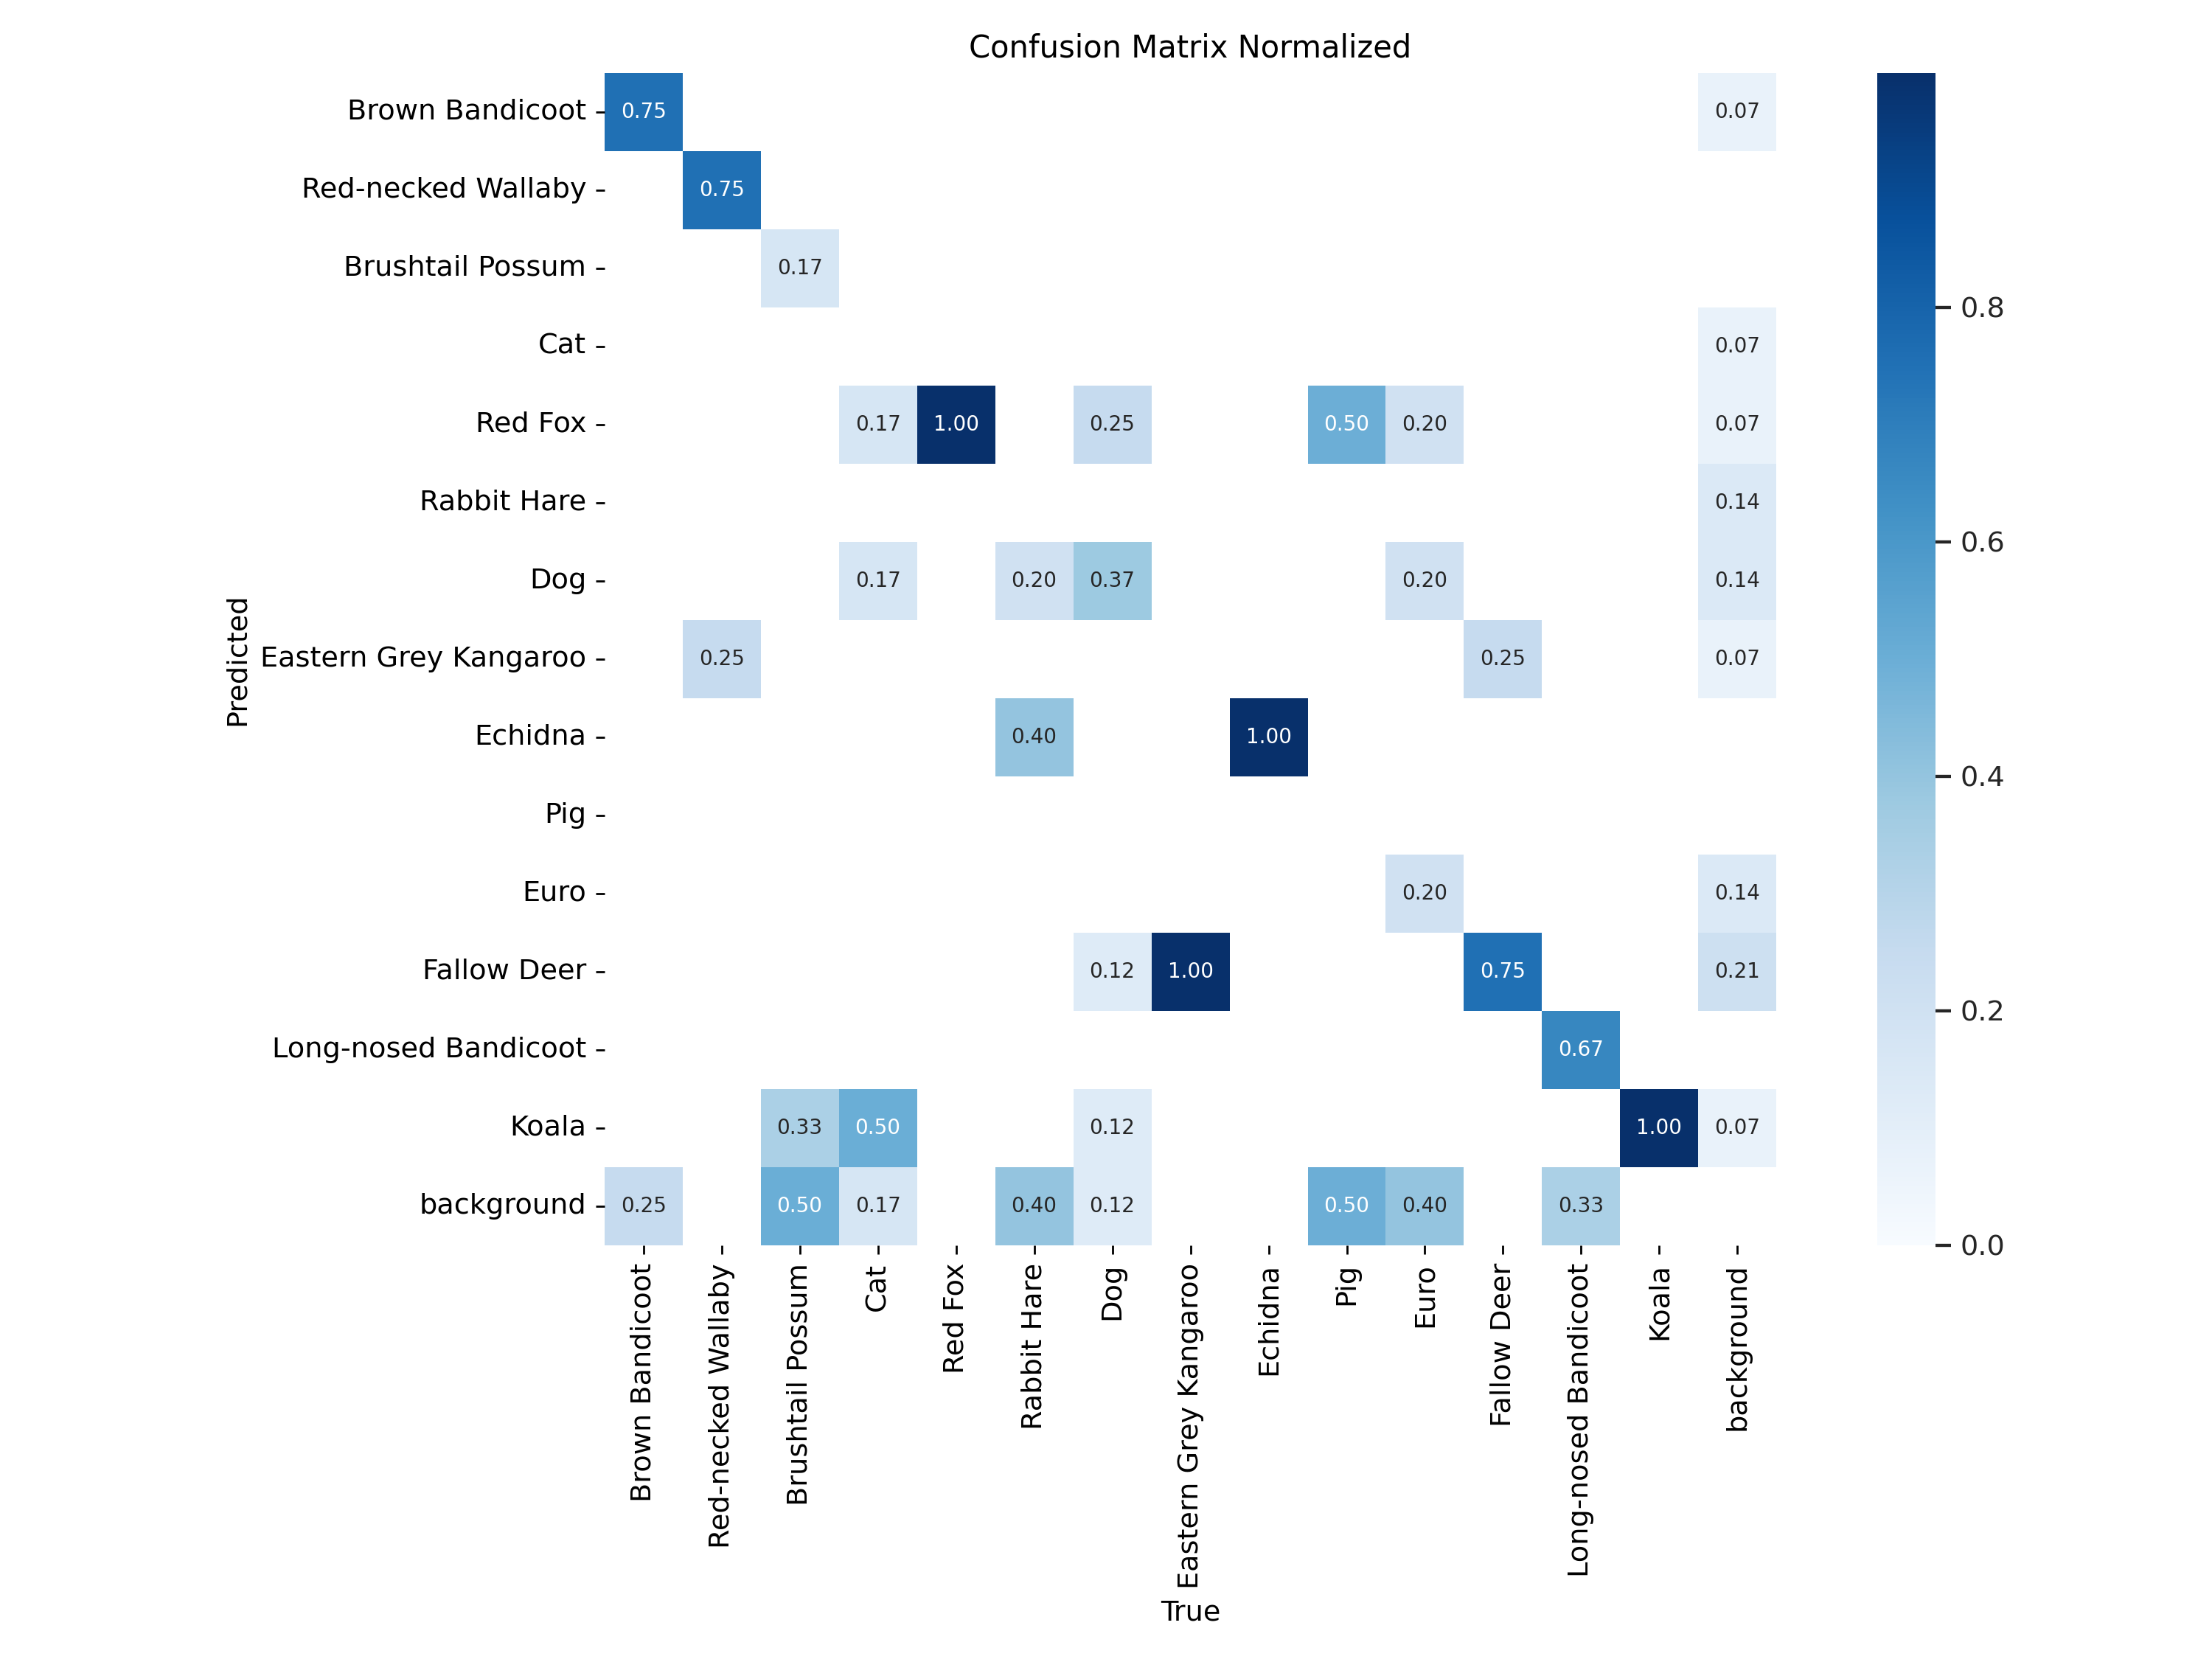 Confusion Matrix Normalized
Brown Bandicoot 0.75 0.07
Red-necked Wallaby 0.75
Brushtail Possum 0.17
Cat 0.07
Red Fox 0.17 1.00 0.25 0.50 0.20 0.07
Rabbit Hare 0.14
Dog 0.17 0.20 0.37 0.20 0.14
Eastern Grey Kangaroo 0.25 0.25 0.07
Echidna 0.40 1.00
Pig
Euro 0.20 0.14
Fallow Deer 0.12 1.00 0.75 0.21
Long-nosed Bandicoot 0.67
Koala 0.33 0.50 0.12 1.00 0.07
background 0.25 0.50 0.17 0.40 0.12 0.50 0.40 0.33
Predicted
Brown Bandicoot
Red-necked Wallaby
Brushtail Possum
Cat
Red Fox
Rabbit Hare
Dog
Eastern Grey Kangaroo
Echidna
Pig
Euro
Fallow Deer
Long-nosed Bandicoot
Koala
background
True
0.8
0.6
0.4
0.2
0.0